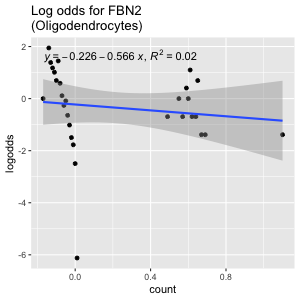 Log odds for FBN2
(Oligodendrocytes)
y = −0.226 − 0.566 x, R² = 0.02
2
0
-2
-4
-6
logodds
0.0 0.4 0.8
count